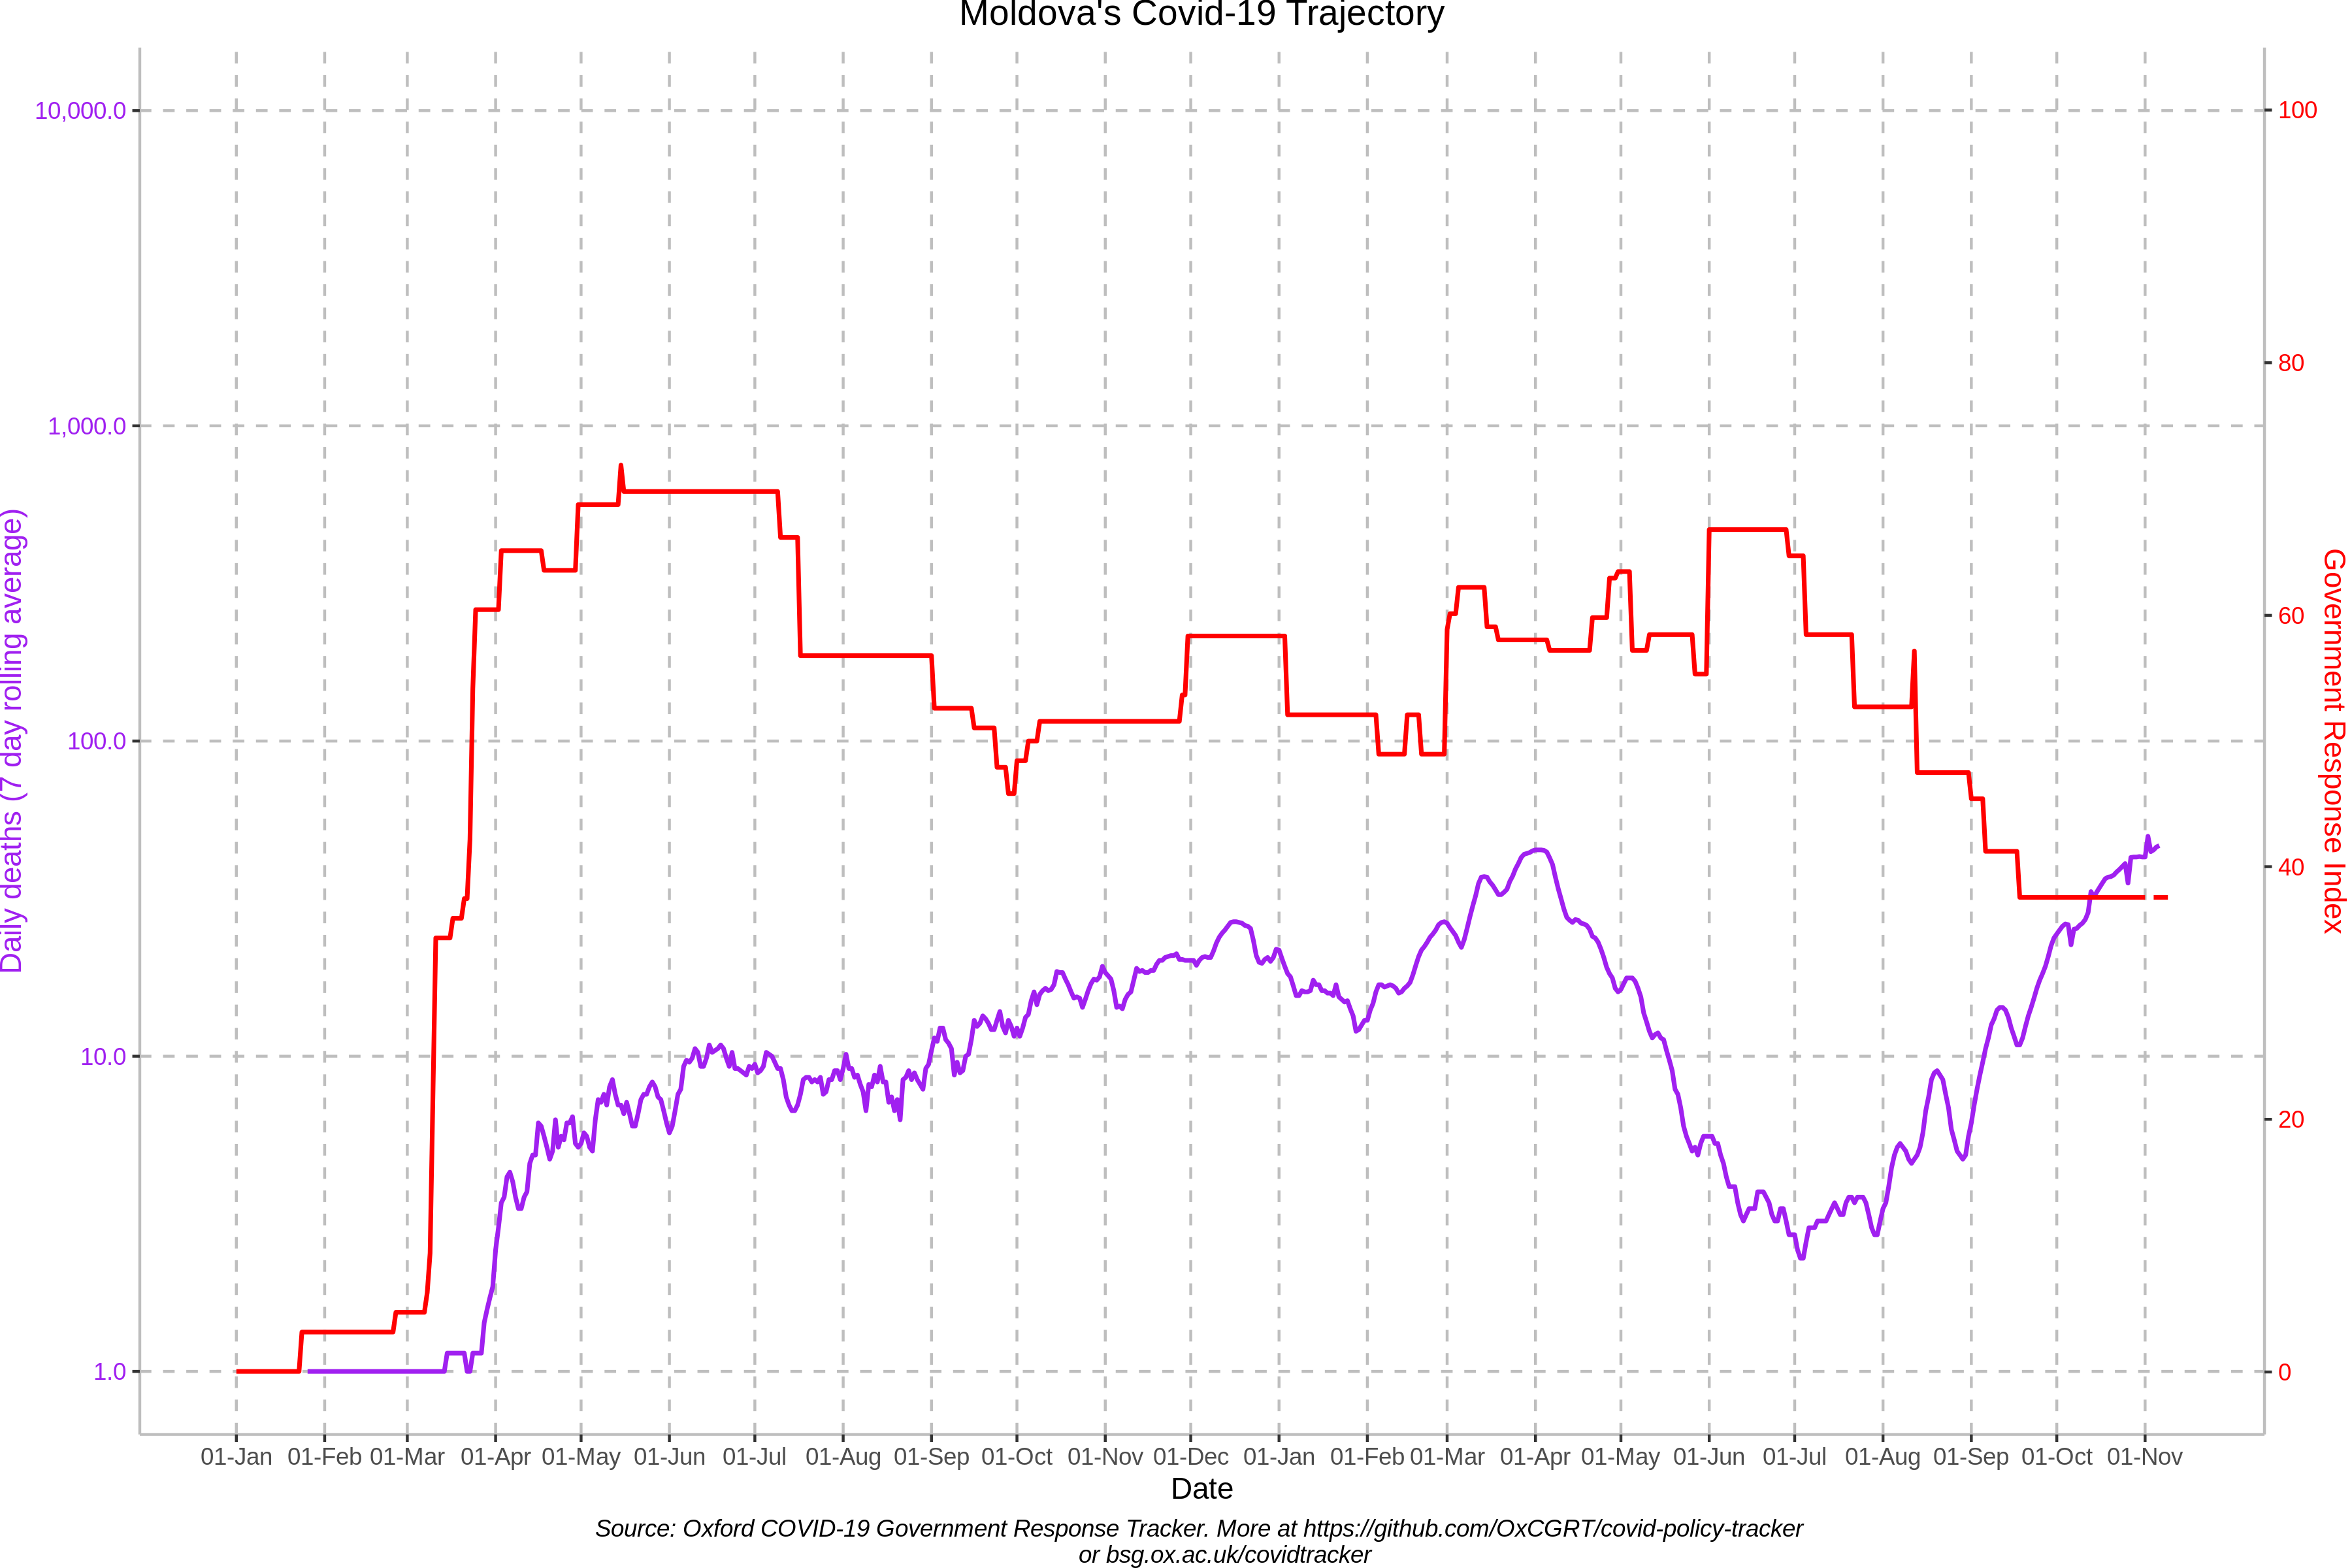 Moldova's Covid-19 Trajectory
10,000.0
1,000.0
100.0
10.0
1.0
Daily deaths (7 day rolling average)
100
80
60
40
20
0
Government Response Index
01-Jan 01-Feb 01-Mar 01-Apr 01-May 01-Jun 01-Jul 01-Aug 01-Sep 01-Oct 01-Nov 01-Dec 01-Jan 01-Feb 01-Mar 01-Apr 01-May 01-Jun 01-Jul 01-Aug 01-Sep 01-Oct 01-Nov
Date
Source: Oxford COVID-19 Government Response Tracker. More at https://github.com/OxCGRT/covid-policy-tracker
or bsg.ox.ac.uk/covidtracker